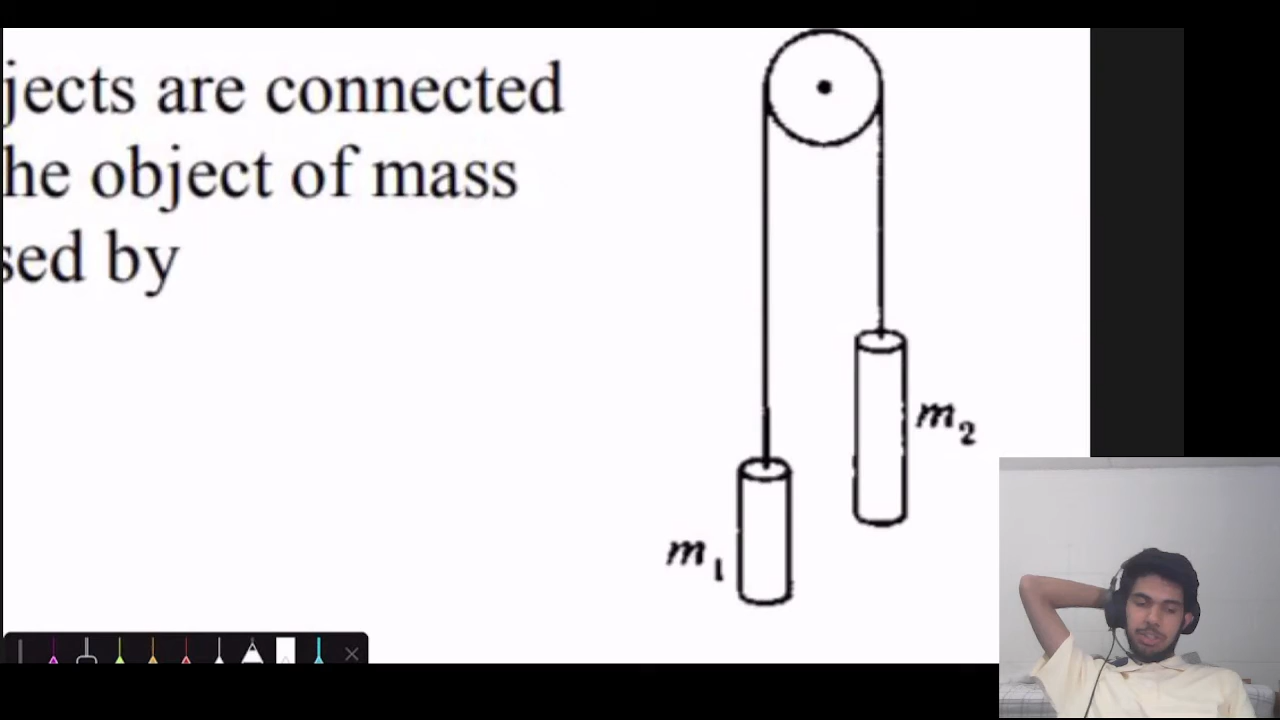 jects are connected
he object of mass
sed by
m₂
m₁